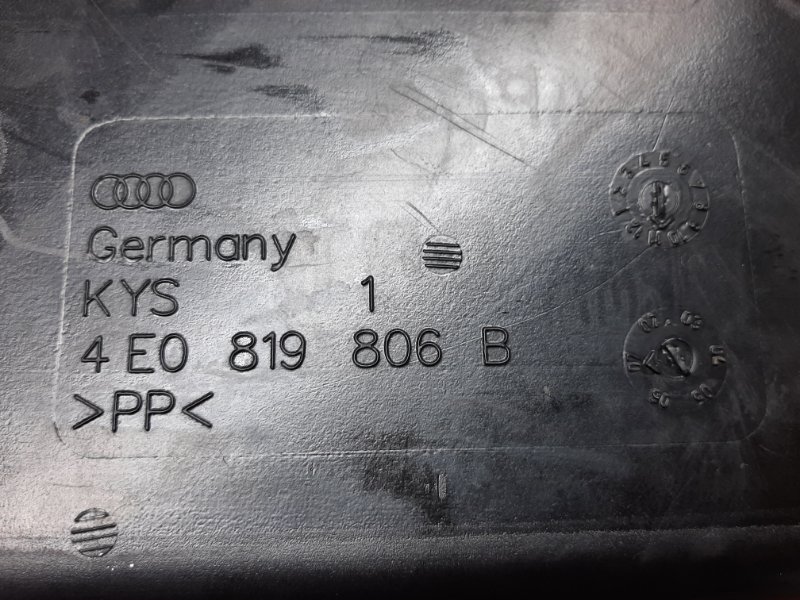 Germany
KYS 1
4E0 819 806 B
>PP<